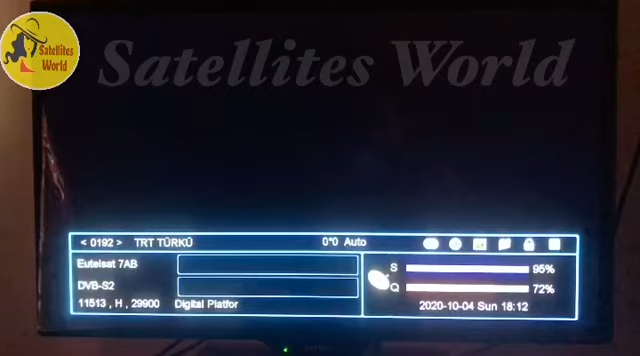 Satellites
World
Satellites World
< 0192 > TRT TÜRKÜ 0*0 Auto
Eutelsat 7AB
DVB-S2
11513 , H , 29900 Digital Platfor
S 95%
Q 72%
2020-10-04 Sun 18:12